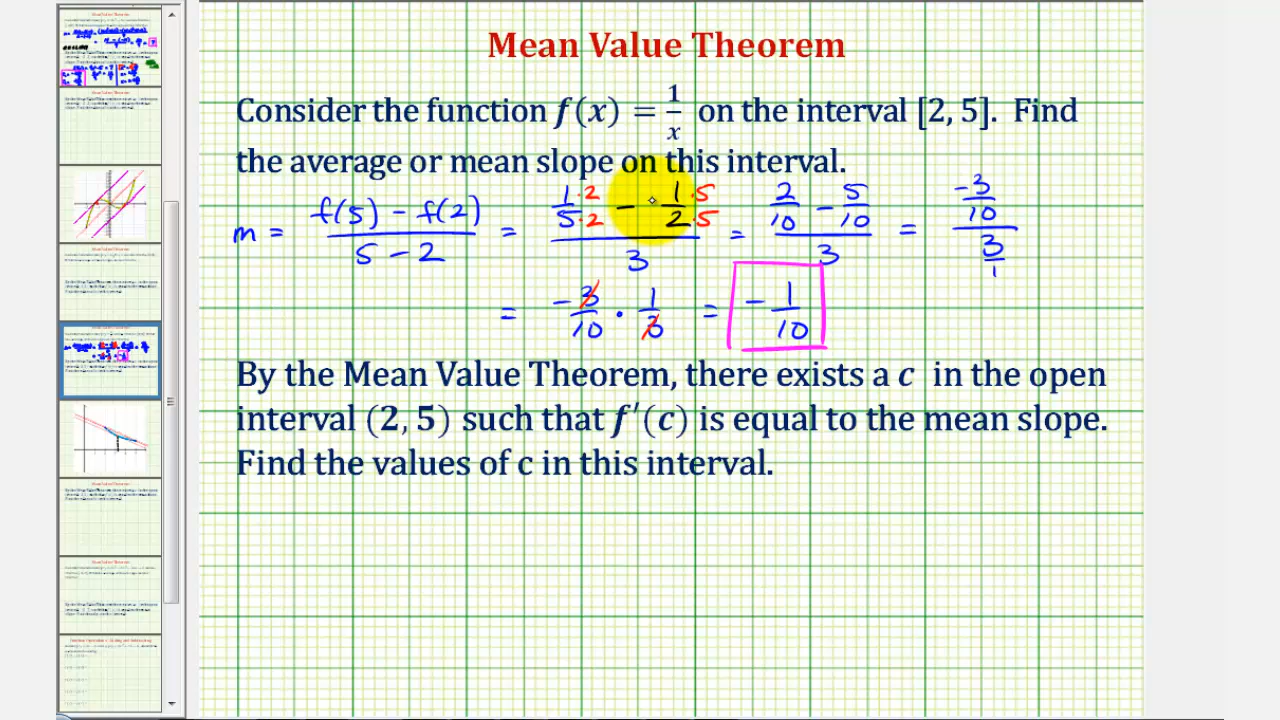 Mean Value Theorem
Consider the function f(x) = 1/x on the interval [2, 5]. Find
the average or mean slope on this interval.
m = (f(5) - f(2))/(5 - 2) = (1/5 ·2/·2 - 1/2 ·5/·5)/3 = (2/10 - 5/10)/3 = (-3/10)/(3/1)
= -3/10 · 1/3 = -1/10
By the Mean Value Theorem, there exists a c in the open
interval (2, 5) such that f′(c) is equal to the mean slope.
Find the values of c in this interval.